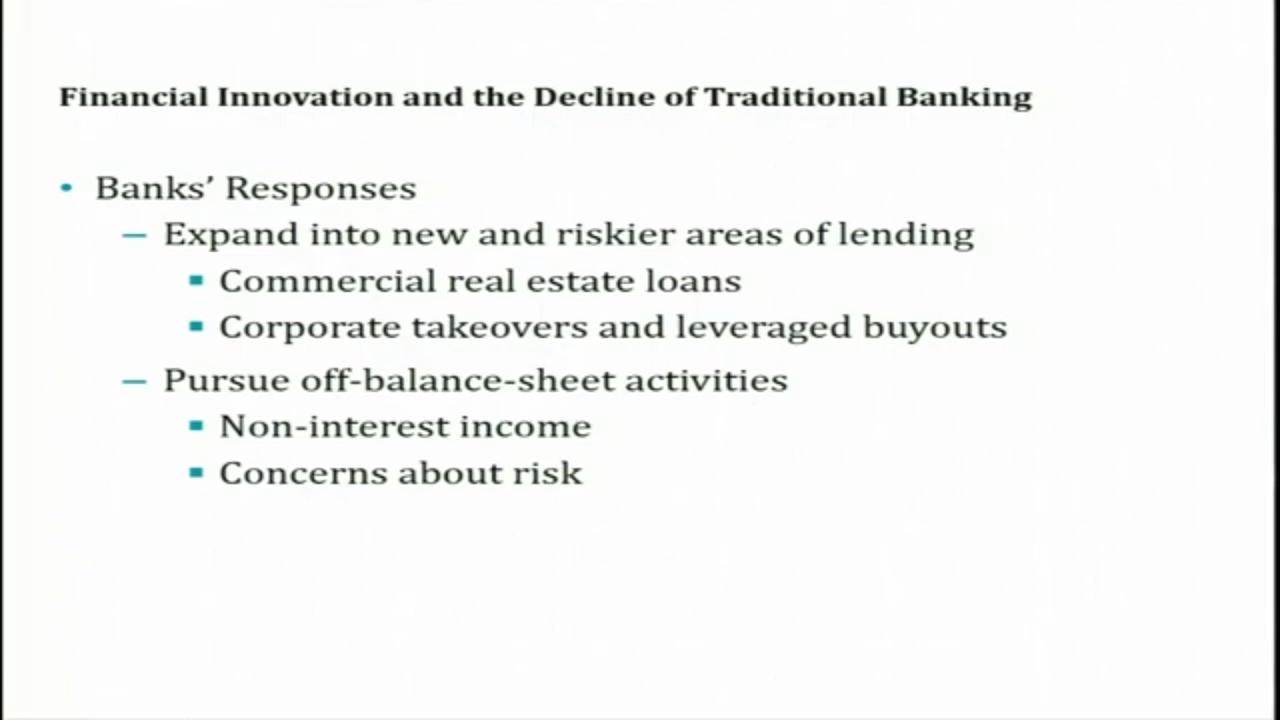 Financial Innovation and the Decline of Traditional Banking
• Banks’ Responses
– Expand into new and riskier areas of lending
▪ Commercial real estate loans
▪ Corporate takeovers and leveraged buyouts
– Pursue off-balance-sheet activities
▪ Non-interest income
▪ Concerns about risk